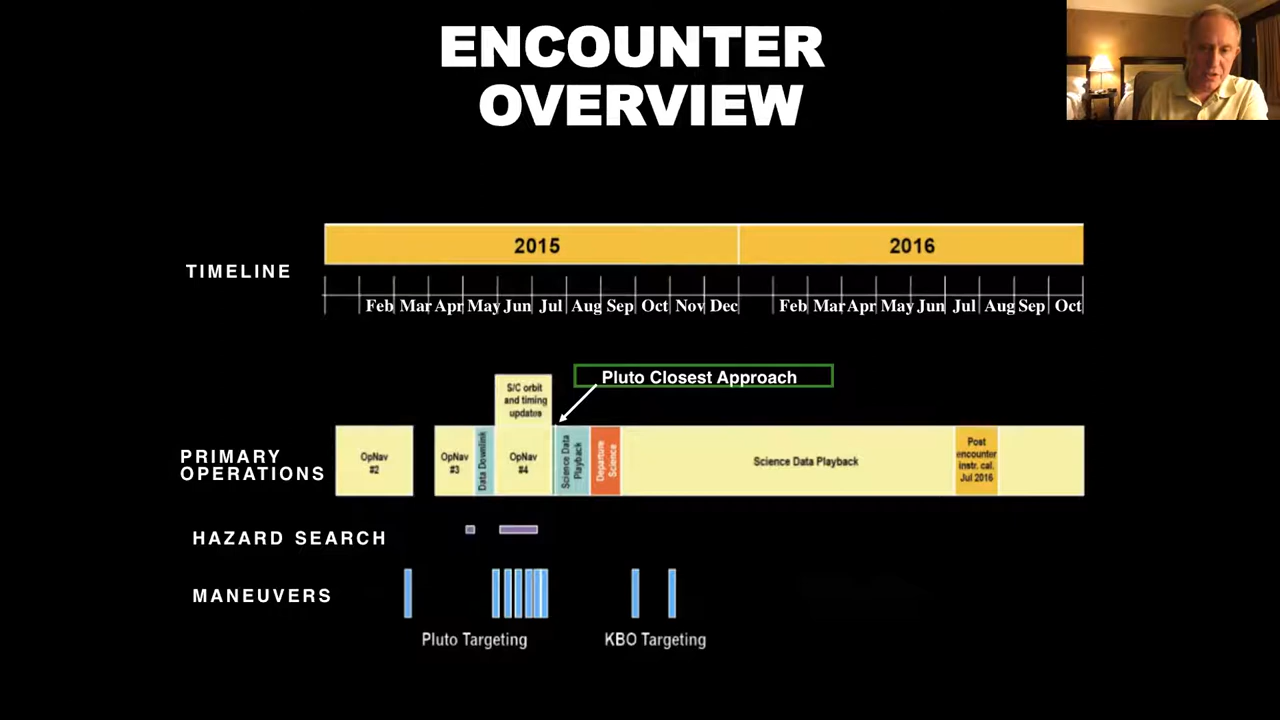 ENCOUNTER
OVERVIEW
2015 2016
TIMELINE
Feb Mar Apr May Jun Jul Aug Sep Oct Nov Dec Feb Mar Apr May Jun Jul Aug Sep Oct
Pluto Closest Approach
S/C orbit
and timing
updates
PRIMARY
OPERATIONS
OpNav
#2
OpNav
#3
Data Downlink
OpNav
#4
Science Data
Playback
Departure
Science
Science Data Playback
Post
encounter
instr. cal.
Jul 2016
HAZARD SEARCH
MANEUVERS
Pluto Targeting KBO Targeting